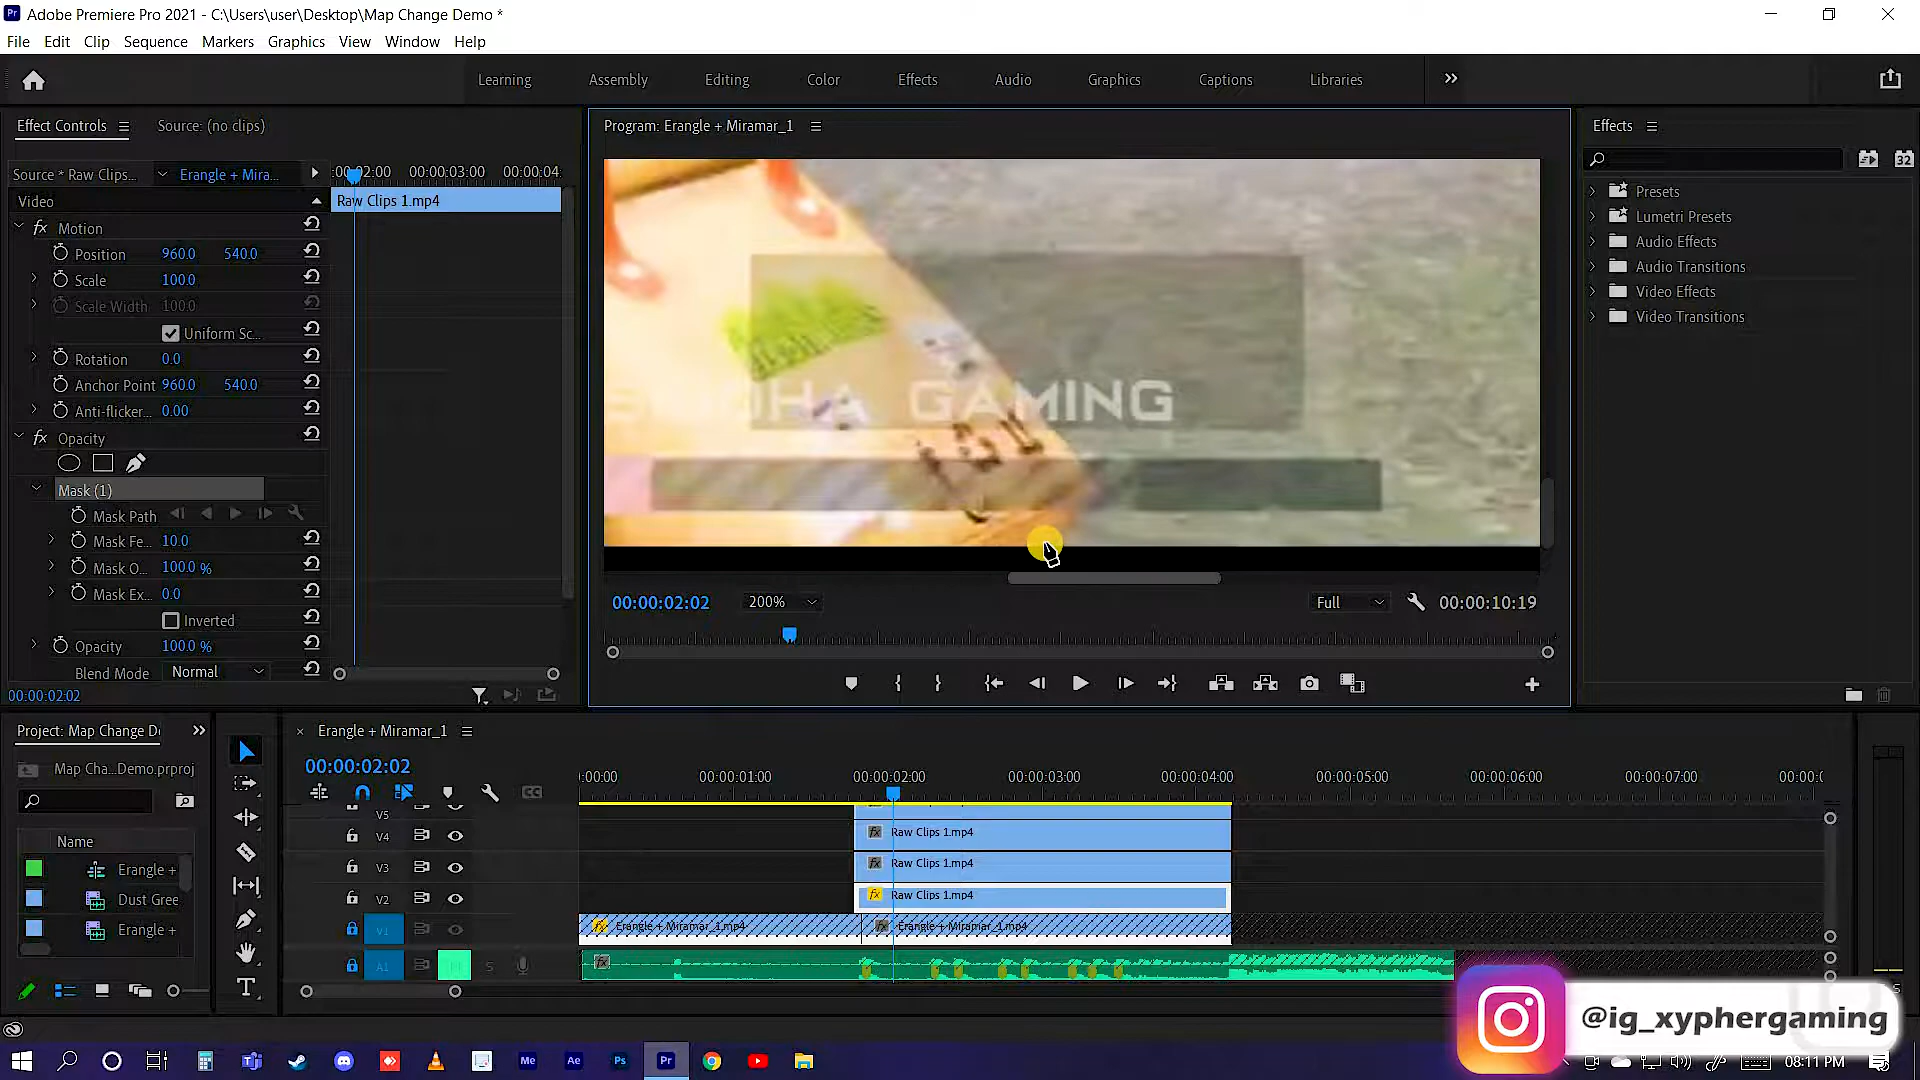 Adobe Premiere Pro 2021 - C:\Users\user\Desktop\Map Change Demo *
File Edit Clip Sequence Markers Graphics View Window Help
Learning Assembly Editing Color Effects Audio Graphics Captions Libraries
Effect Controls Source: (no clips)
Source * Raw Clips... Erangle + Mira...
:00:02:00 00:00:03:00 00:00:04:
Video
Raw Clips 1.mp4
Motion
Position 960.0 540.0
Scale 100.0
Scale Width 100.0
Uniform Sc...
Rotation 0.0
Anchor Point 960.0 540.0
Anti-flicker... 0.00
Opacity
Mask (1)
Mask Path
Mask Fe... 10.0
Mask O... 100.0 %
Mask Ex... 0.0
Inverted
Opacity 100.0 %
Blend Mode Normal
00:00:02:02
Program: Erangle + Miramar_1
GAMING
00:00:02:02 200% Full 00:00:10:19
Effects
32
Presets
Lumetri Presets
Audio Effects
Audio Transitions
Video Effects
Video Transitions
Project: Map Change D
Map Cha...Demo.prproj
Name
Erangle +
Dust Gree
Erangle +
Erangle + Miramar_1
00:00:02:02
:00:00 00:00:01:00 00:00:02:00 00:00:03:00 00:00:04:00 00:00:05:00 00:00:06:00 00:00:07:00 00:00:0
V5
V4 Raw Clips 1.mp4
V3 Raw Clips 1.mp4
V2 Raw Clips 1.mp4
V1 Erangle + Miramar_1.mp4 Erangle + Miramar_1.mp4
A1 M S
@ig_xyphergaming
Me Ae Ps Pr
08:11 PM